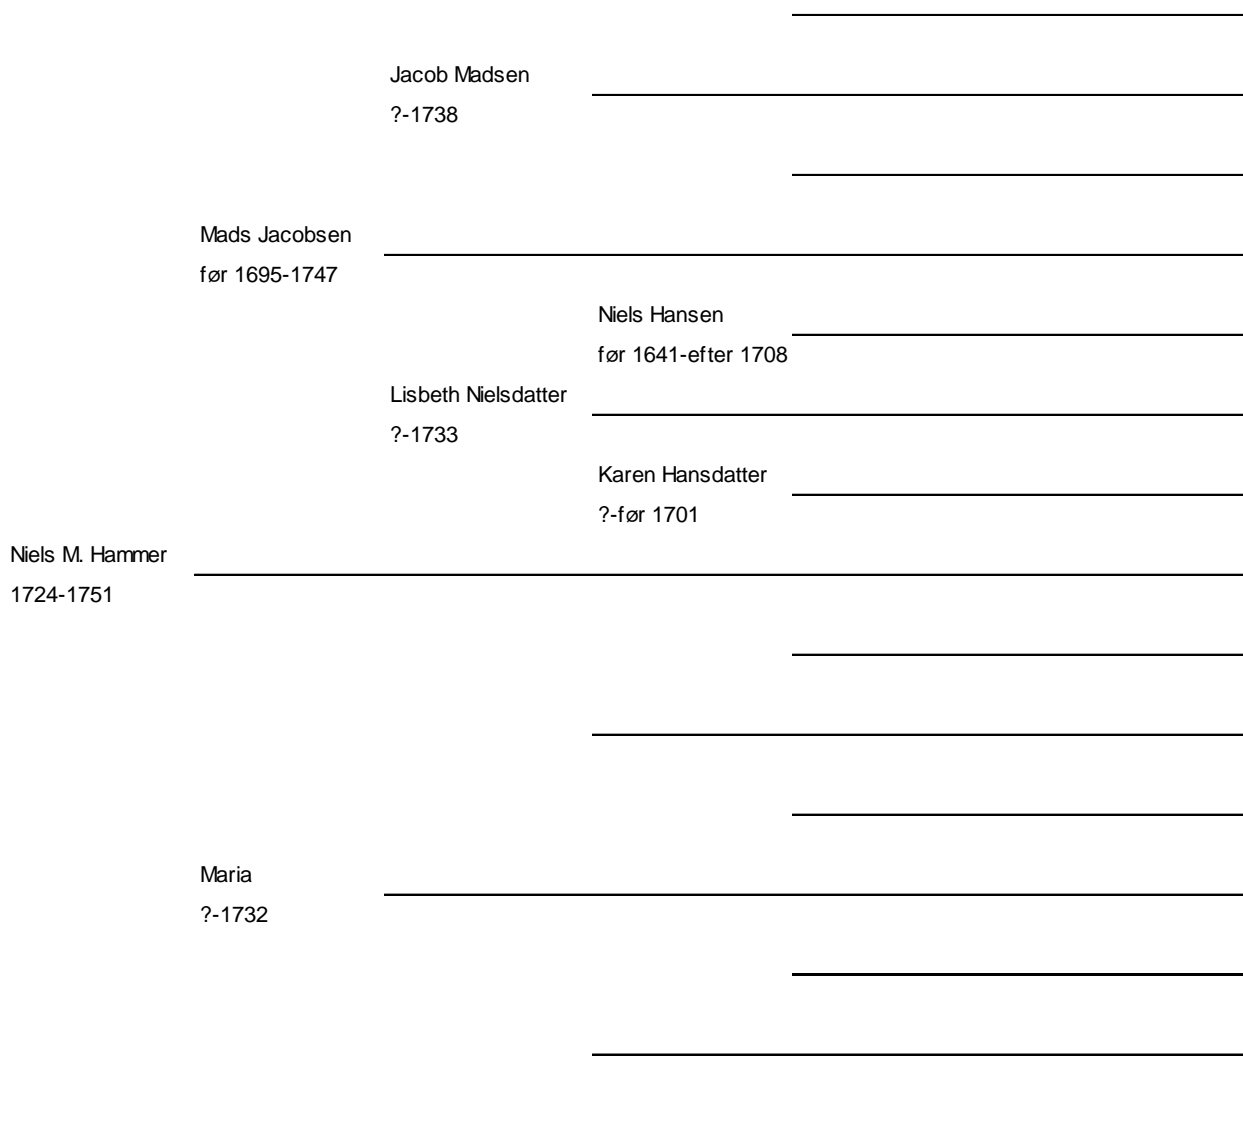 Jacob Madsen
?-1738
Mads Jacobsen
før 1695-1747
Niels Hansen
før 1641-efter 1708
Lisbeth Nielsdatter
?-1733
Karen Hansdatter
?-før 1701
Niels M. Hammer
1724-1751
Maria
?-1732